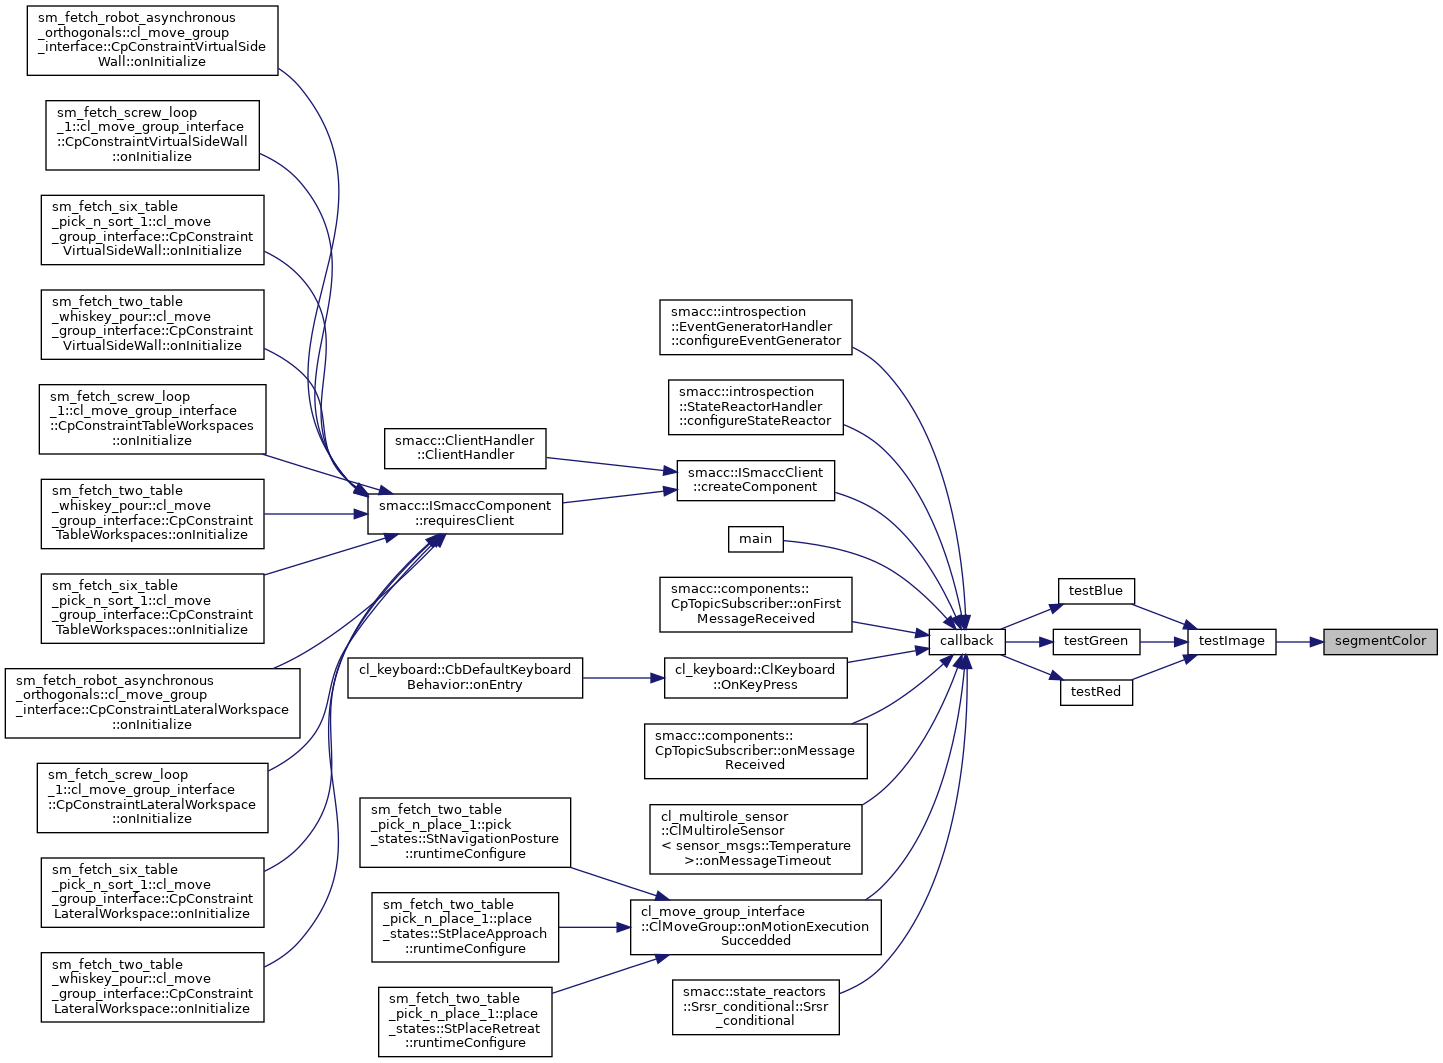 sm_fetch_robot_asynchronous
_orthogonals::cl_move_group
_interface::CpConstraintVirtualSide
Wall::onInitialize
sm_fetch_screw_loop
_1::cl_move_group_interface
::CpConstraintVirtualSideWall
::onInitialize
sm_fetch_six_table
_pick_n_sort_1::cl_move
_group_interface::CpConstraint
VirtualSideWall::onInitialize
sm_fetch_two_table
_whiskey_pour::cl_move
_group_interface::CpConstraint
VirtualSideWall::onInitialize
sm_fetch_screw_loop
_1::cl_move_group_interface
::CpConstraintTableWorkspaces
::onInitialize
sm_fetch_two_table
_whiskey_pour::cl_move
_group_interface::CpConstraint
TableWorkspaces::onInitialize
sm_fetch_six_table
_pick_n_sort_1::cl_move
_group_interface::CpConstraint
TableWorkspaces::onInitialize
sm_fetch_robot_asynchronous
_orthogonals::cl_move_group
_interface::CpConstraintLateralWorkspace
::onInitialize
sm_fetch_screw_loop
_1::cl_move_group_interface
::CpConstraintLateralWorkspace
::onInitialize
sm_fetch_six_table
_pick_n_sort_1::cl_move
_group_interface::CpConstraint
LateralWorkspace::onInitialize
sm_fetch_two_table
_whiskey_pour::cl_move
_group_interface::CpConstraint
LateralWorkspace::onInitialize
smacc::ClientHandler
::ClientHandler
smacc::ISmaccComponent
::requiresClient
cl_keyboard::CbDefaultKeyboard
Behavior::onEntry
sm_fetch_two_table
_pick_n_place_1::pick
_states::StNavigationPosture
::runtimeConfigure
sm_fetch_two_table
_pick_n_place_1::place
_states::StPlaceApproach
::runtimeConfigure
sm_fetch_two_table
_pick_n_place_1::place
_states::StPlaceRetreat
::runtimeConfigure
smacc::introspection
::EventGeneratorHandler
::configureEventGenerator
smacc::introspection
::StateReactorHandler
::configureStateReactor
smacc::ISmaccClient
::createComponent
main
smacc::components::
CpTopicSubscriber::onFirst
MessageReceived
cl_keyboard::ClKeyboard
::OnKeyPress
smacc::components::
CpTopicSubscriber::onMessage
Received
cl_multirole_sensor
::ClMultiroleSensor
< sensor_msgs::Temperature
>::onMessageTimeout
cl_move_group_interface
::ClMoveGroup::onMotionExecution
Succedded
smacc::state_reactors
::Srsr_conditional::Srsr
_conditional
callback
testBlue
testGreen
testRed
testImage
segmentColor